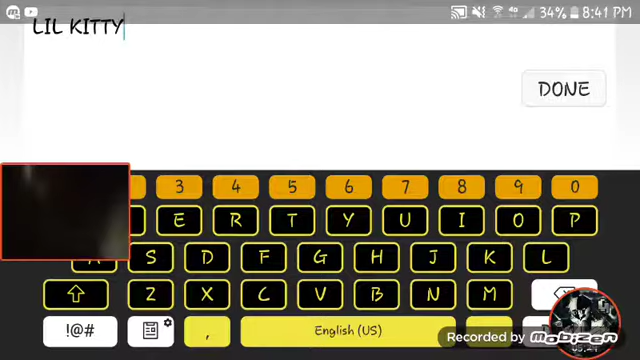 4G 34% 8:41 PM
LIL KITTY
DONE
3 4 5 6 7 8 9 0
E R T Y U I O P
A S D F G H J K L
Z X C V B N M
!@# , English (US)
Recorded by Mobizen